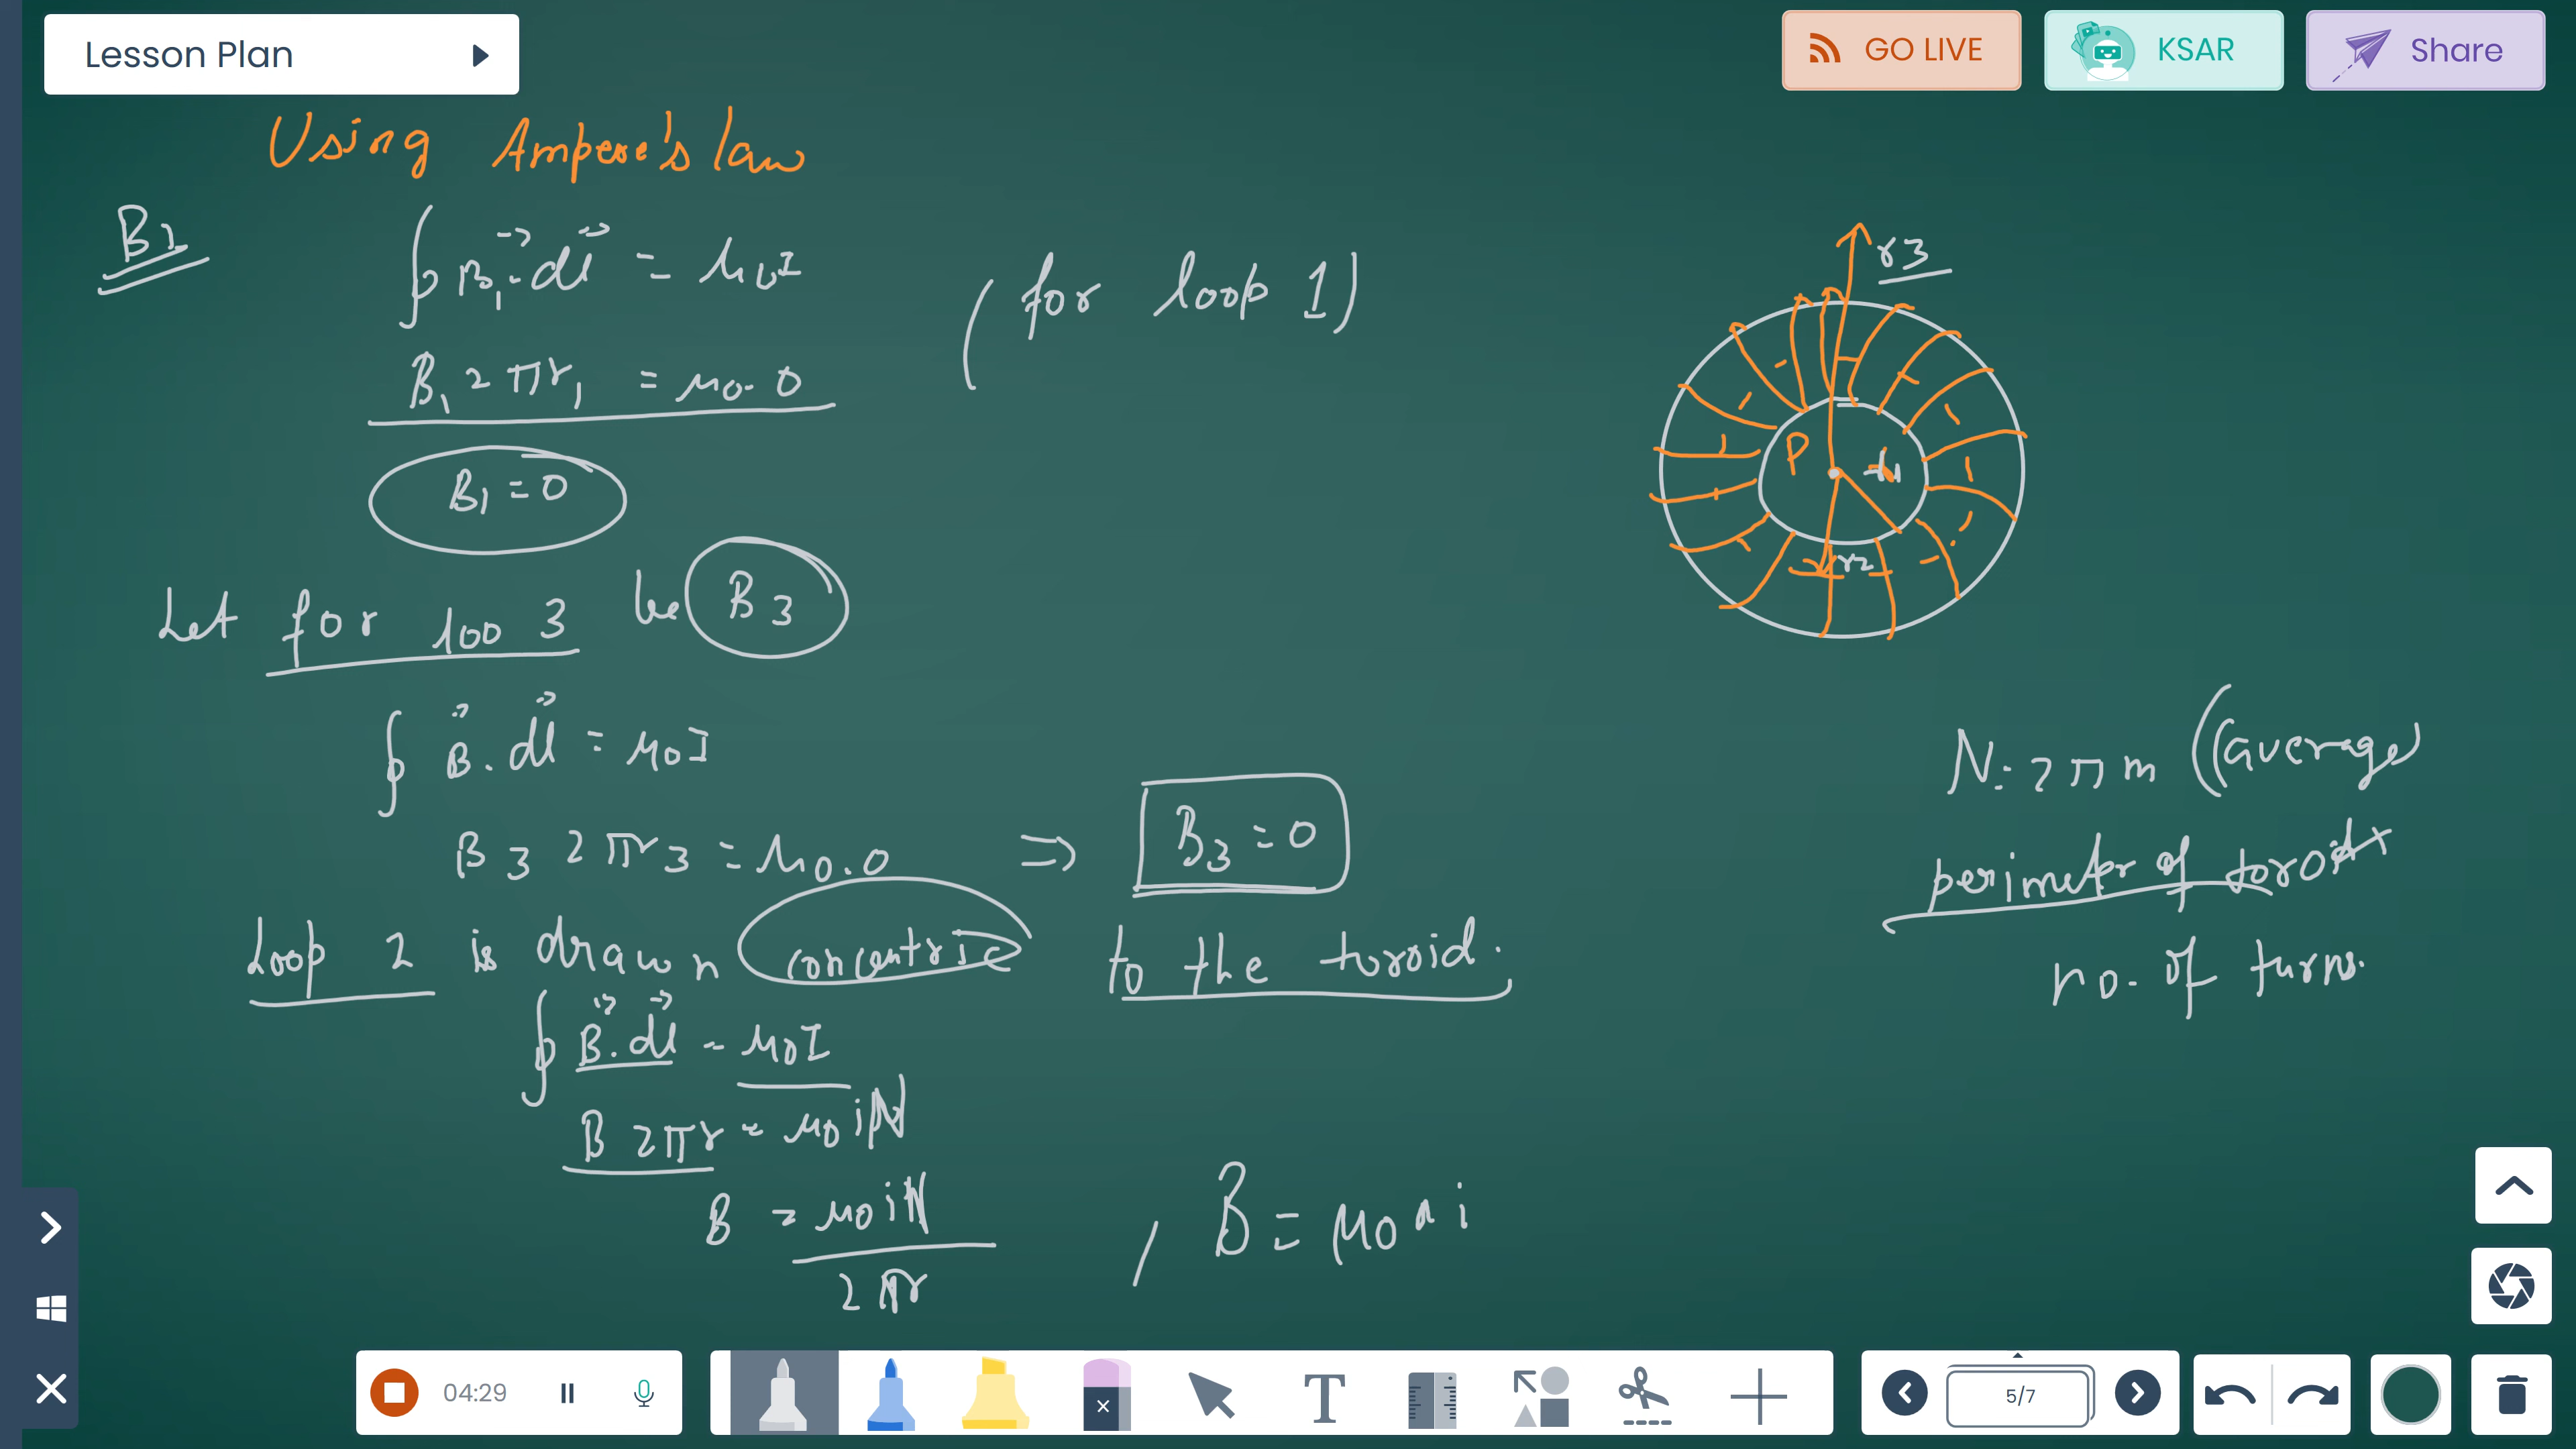 Lesson Plan
GO LIVE
KSAR
Share
Using Ampere's law
B1
∮ B₁→ . dl→ = μ0I
(for loop 1)
B₁ 2πr₁ = μ0 . 0
B₁ = 0
Let for loo 3 be B3
∮ B→ . dl→ = μ0I
B3 2πr3 = μ0 . 0 ⇒ B3 = 0
Loop 2 is drawn concentric to the toroid.
∮ B→ . dl→ = μ0I
B 2πr = μ0iN
B = μ0iN / 2πr , B = μ0 n i
r3
P
r1
r2
N = 2πrn (average
perimeter of toroid x
no. of turns.
04:29
T
5/7